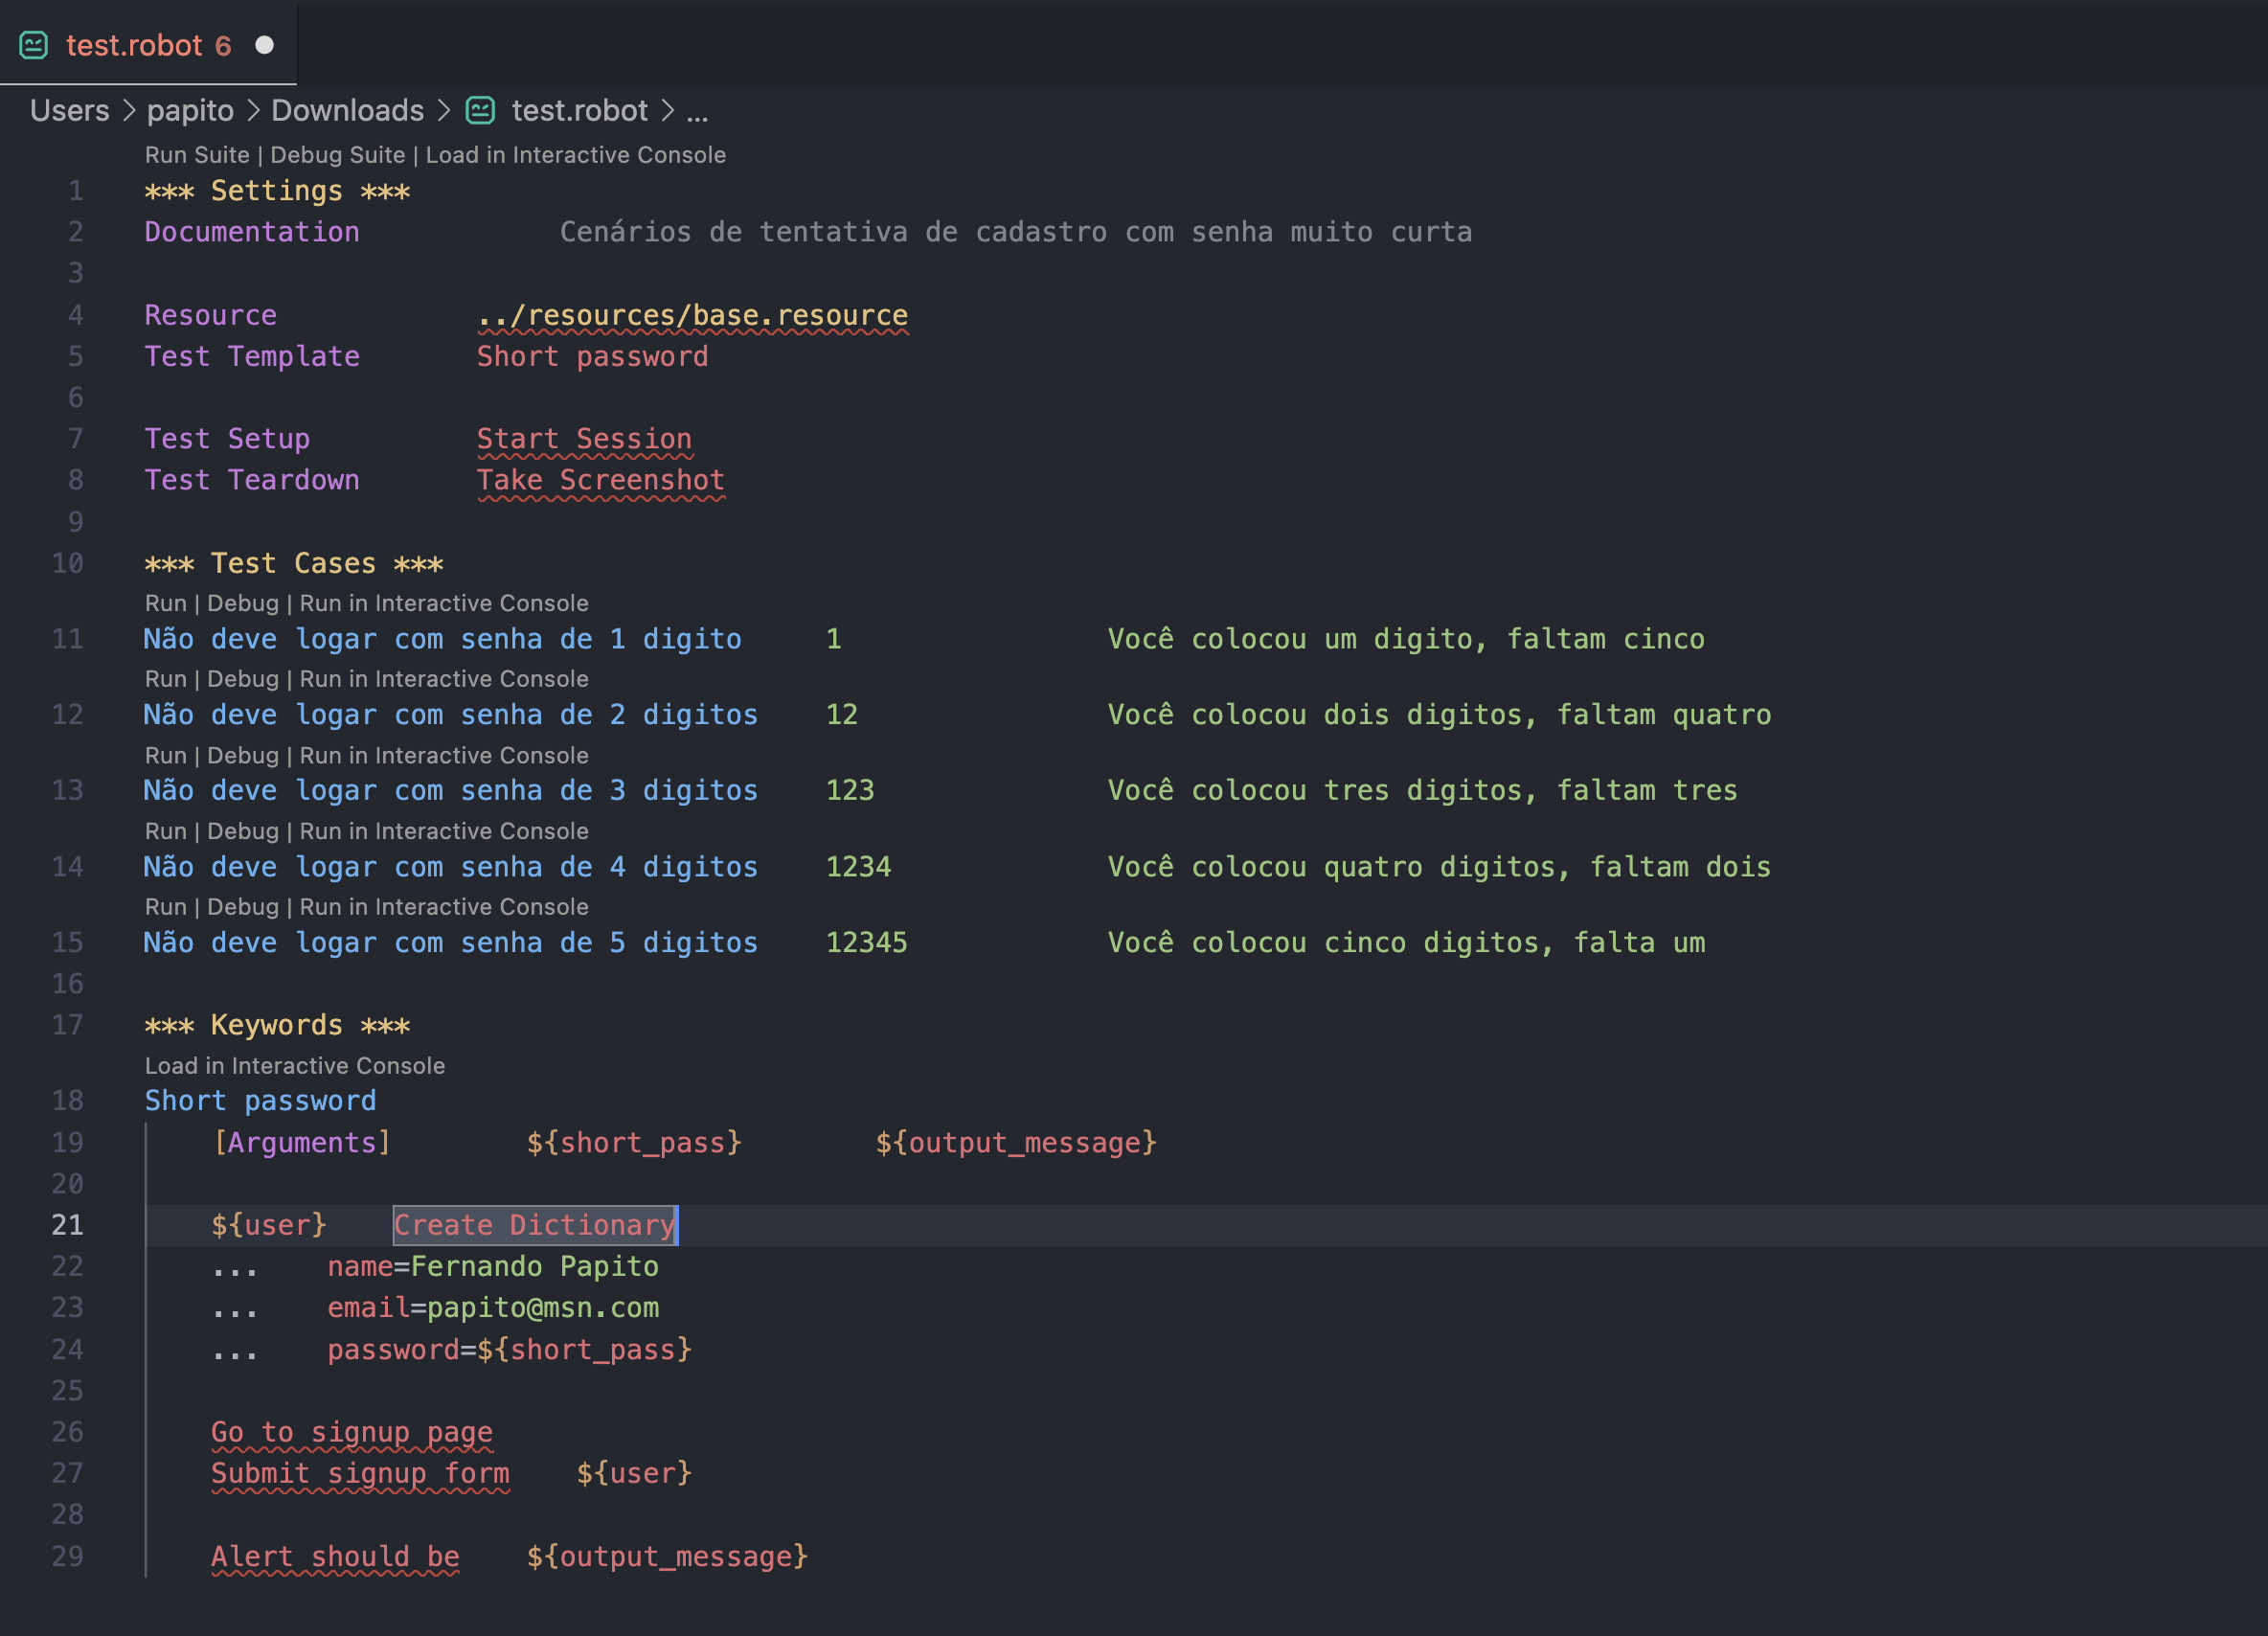 test.robot 6
Users > papito > Downloads > test.robot > ...
Run Suite | Debug Suite | Load in Interactive Console
1 *** Settings ***
2 Documentation Cenários de tentativa de cadastro com senha muito curta
3
4 Resource ../resources/base.resource
5 Test Template Short password
6
7 Test Setup Start Session
8 Test Teardown Take Screenshot
9
10 *** Test Cases ***
Run | Debug | Run in Interactive Console
11 Não deve logar com senha de 1 digito 1 Você colocou um digito, faltam cinco
Run | Debug | Run in Interactive Console
12 Não deve logar com senha de 2 digitos 12 Você colocou dois digitos, faltam quatro
Run | Debug | Run in Interactive Console
13 Não deve logar com senha de 3 digitos 123 Você colocou tres digitos, faltam tres
Run | Debug | Run in Interactive Console
14 Não deve logar com senha de 4 digitos 1234 Você colocou quatro digitos, faltam dois
Run | Debug | Run in Interactive Console
15 Não deve logar com senha de 5 digitos 12345 Você colocou cinco digitos, falta um
16
17 *** Keywords ***
Load in Interactive Console
18 Short password
19 [Arguments] ${short_pass} ${output_message}
20
21 ${user} Create Dictionary
22 ... name=Fernando Papito
23 ... email=papito@msn.com
24 ... password=${short_pass}
25
26 Go to signup page
27 Submit signup form ${user}
28
29 Alert should be ${output_message}